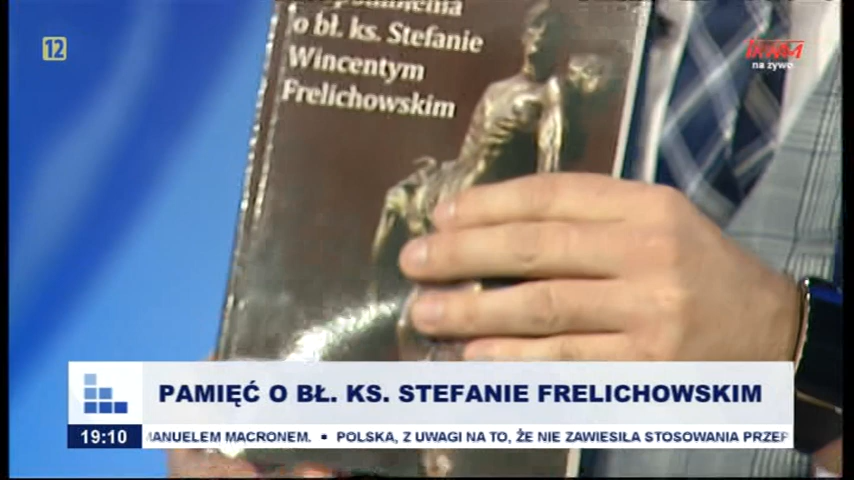 12
TRWAM
na żywo
o bł. ks. Stefanie
Wincentym
Frelichowskim
PAMIĘĆ O BŁ. KS. STEFANIE FRELICHOWSKIM
19:10
MANUELEM MACRONEM. ▪ POLSKA, Z UWAGI NA TO, ŻE NIE ZAWIESIŁA STOSOWANIA PRZEP